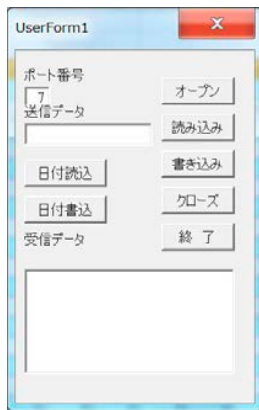 UserForm1
ポート番号
7
送信データ
オープン
読み込み
日付読込
書き込み
日付書込
クローズ
受信データ
終 了